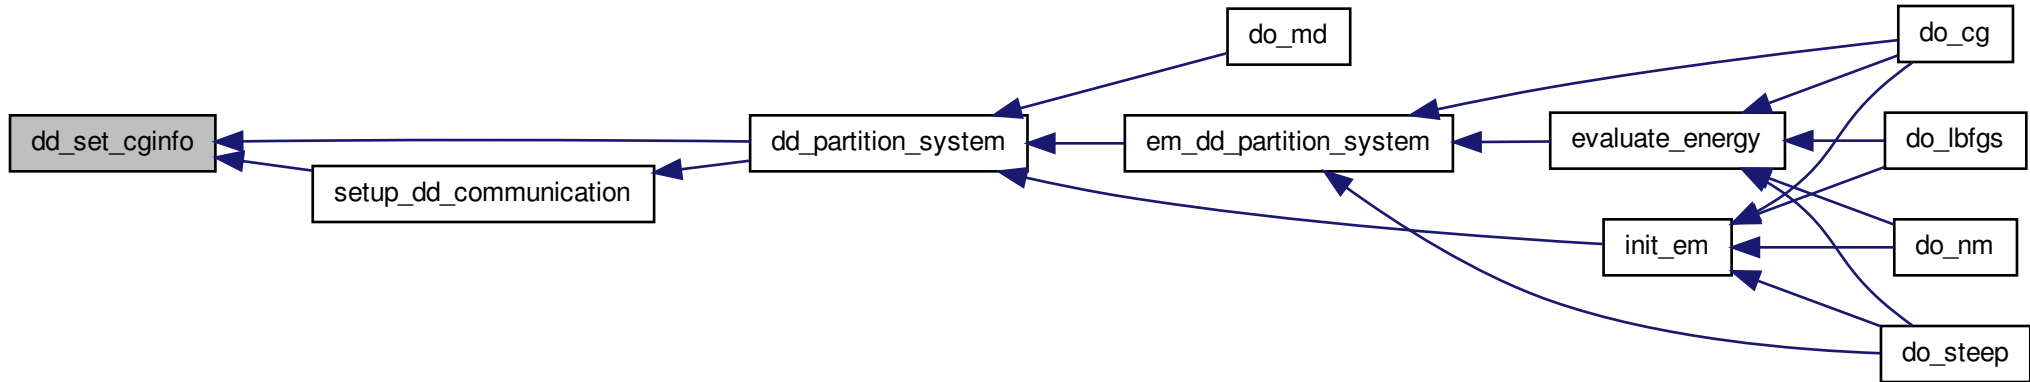 do_md
do_cg
dd_set_cginfo
dd_partition_system
em_dd_partition_system
evaluate_energy
do_lbfgs
setup_dd_communication
init_em
do_nm
do_steep